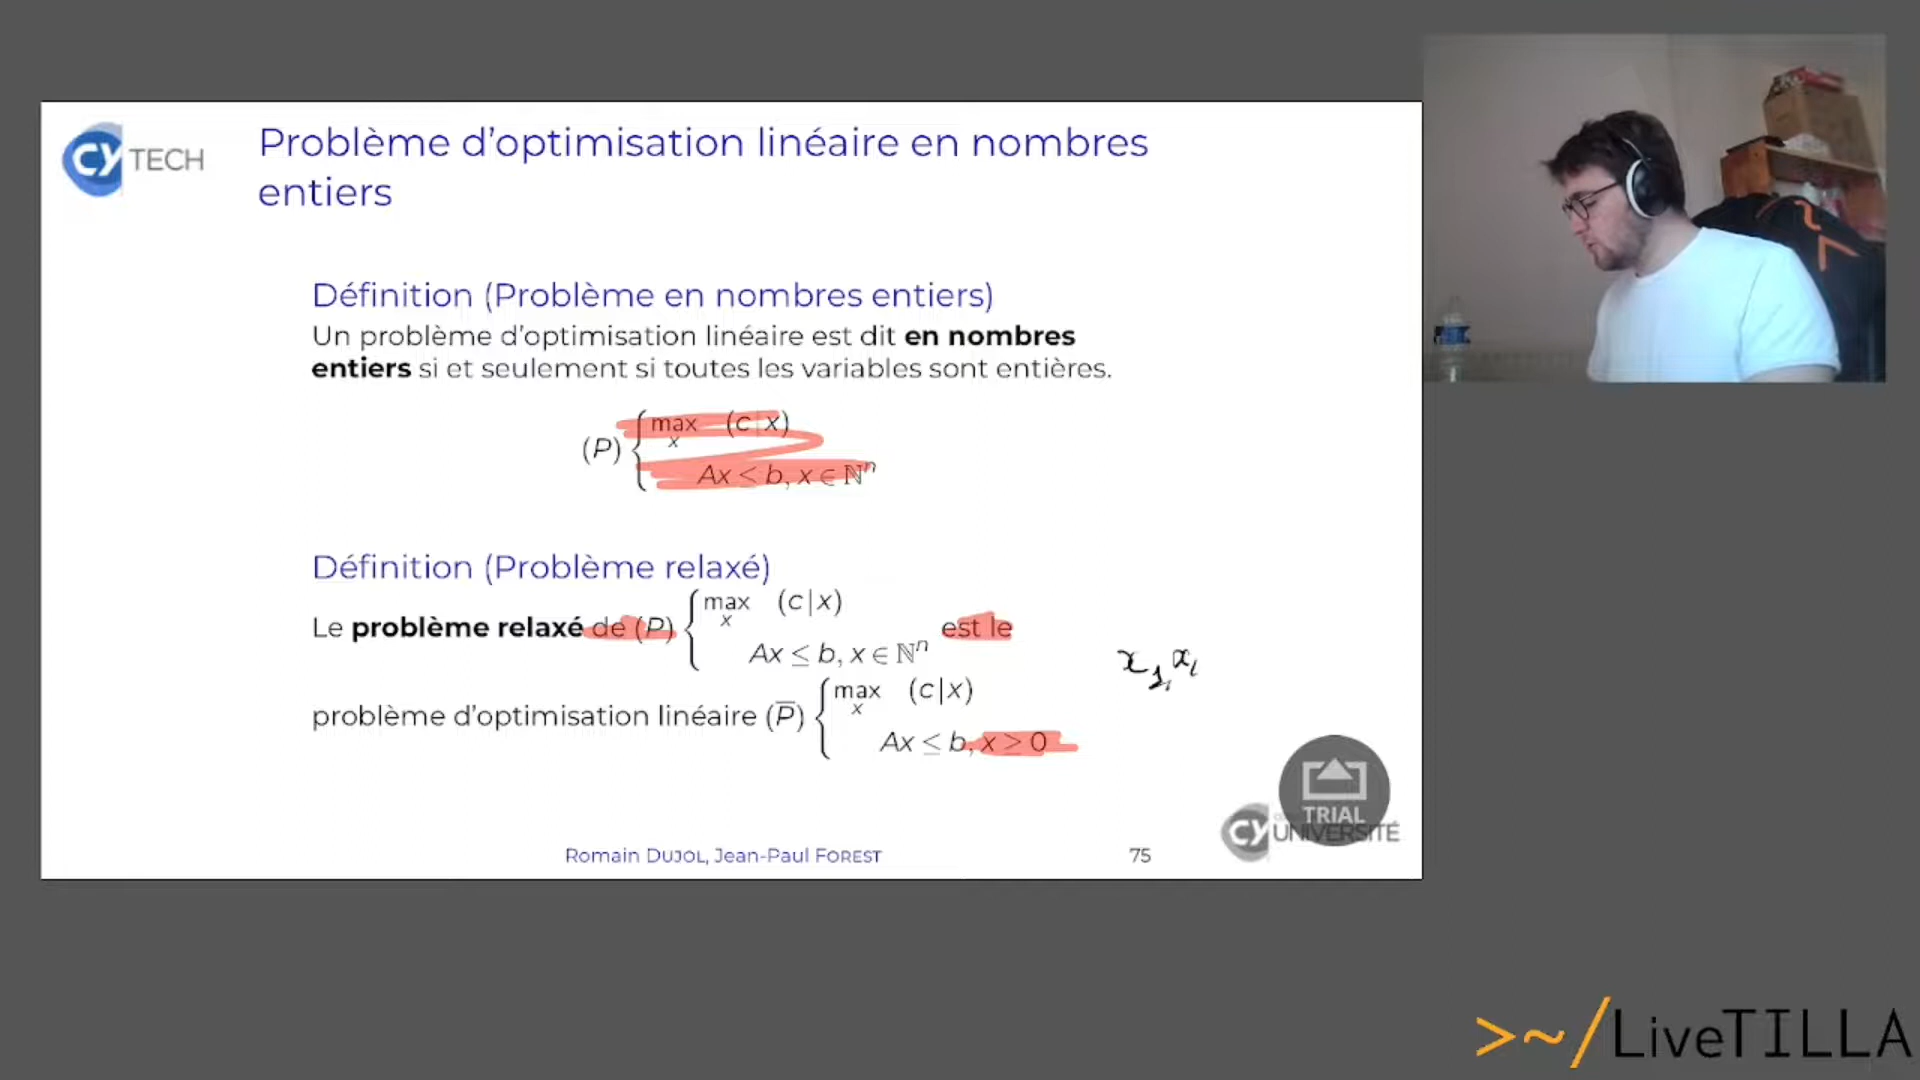 CY TECH
Problème d'optimisation linéaire en nombres
entiers
Définition (Problème en nombres entiers)
Un problème d'optimisation linéaire est dit en nombres
entiers si et seulement si toutes les variables sont entières.
(P) { max x (c|x)
Ax ≤ b, x ∈ ℕⁿ
Définition (Problème relaxé)
Le problème relaxé de (P) { max x (c|x)
Ax ≤ b, x ∈ ℕⁿ est le
problème d'optimisation linéaire (P̅) { max x (c|x)
Ax ≤ b, x ≥ 0
TRIAL
CY UNIVERSITÉ
Romain DUJOL, Jean-Paul FOREST
75
>~/LiveTILLA